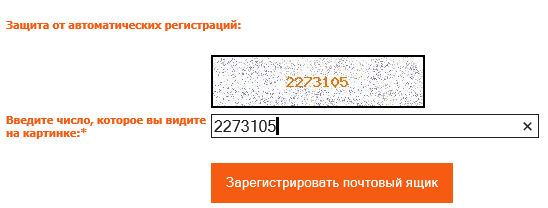 Защита от автоматических регистраций:
2273105
Введите число, которое вы видите
на картинке:*
2273105
×
Зарегистрировать почтовый ящик